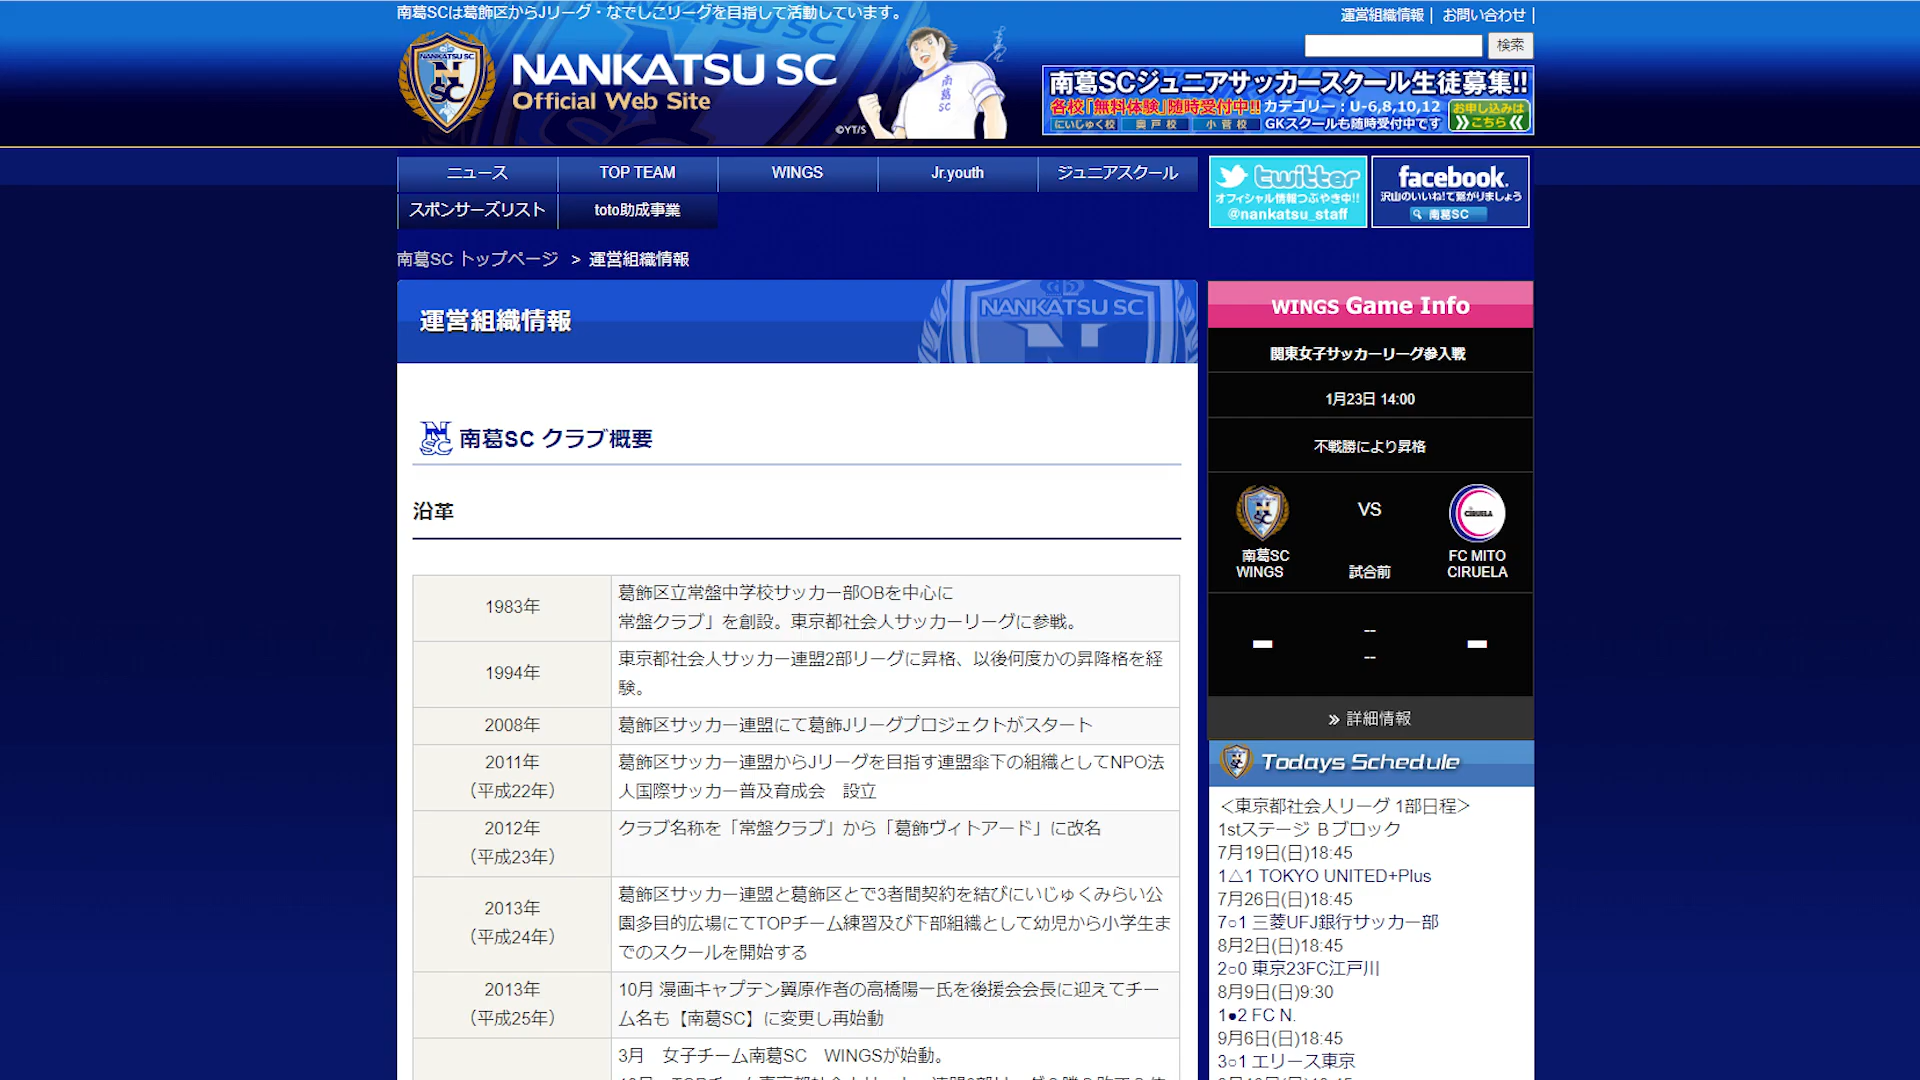 南葛SCは葛飾区からJリーグ・なでしこリーグを目指して活動しています。
運営組織情報｜ お問い合わせ｜
検索
NANKATSU SC
NANKATSU SC
Official Web Site
南葛SC
©YT/S
南葛SCジュニアサッカースクール生徒募集!!
各校「無料体験」随時受付中!! カテゴリー：U-6,8,10,12
にいじゅく校 奥戸校 小菅校 GKスクールも随時受付中です
お申し込みは
こちら
ニュース TOP TEAM WINGS Jr.youth ジュニアスクール
スポンサーズリスト toto助成事業
twitter
オフィシャル情報つぶやき中!!
@nankatsu_staff
facebook.
沢山のいいね!で繋がりましょう
南葛SC
南葛SC トップページ > 運営組織情報
運営組織情報
NANKATSU SC
南葛SC クラブ概要
沿革
1983年
葛飾区立常盤中学校サッカー部OBを中心に
常盤クラブ」を創設。東京都社会人サッカーリーグに参戦。
1994年
東京都社会人サッカー連盟2部リーグに昇格、以後何度かの昇降格を経
験。
2008年
葛飾区サッカー連盟にて葛飾Jリーグプロジェクトがスタート
2011年
（平成22年）
葛飾区サッカー連盟からJリーグを目指す連盟傘下の組織としてNPO法
人国際サッカー普及育成会　設立
2012年
（平成23年）
クラブ名称を「常盤クラブ」から「葛飾ヴィトアード」に改名
2013年
（平成24年）
葛飾区サッカー連盟と葛飾区とで3者間契約を結びにいじゅくみらい公
園多目的広場にてTOPチーム練習及び下部組織として幼児から小学生ま
でのスクールを開始する
2013年
（平成25年）
10月 漫画キャプテン翼原作者の高橋陽一氏を後援会会長に迎えてチー
ム名も【南葛SC】に変更し再始動
3月　女子チーム南葛SC　WINGSが始動。
WINGS Game Info
関東女子サッカーリーグ参入戦
1月23日 14:00
不戦勝により昇格
VS
CIRUELA
南葛SC
WINGS
試合前
FC MITO
CIRUELA
- -- -
--
» 詳細情報
Todays Schedule
＜東京都社会人リーグ 1部日程＞
1stステージ Ｂブロック
7月19日(日)18:45
1△1 TOKYO UNITED+Plus
7月26日(日)18:45
7○1 三菱UFJ銀行サッカー部
8月2日(日)18:45
2○0 東京23FC江戸川
8月9日(日)9:30
1●2 FC N.
9月6日(日)18:45
3○1 エリース東京